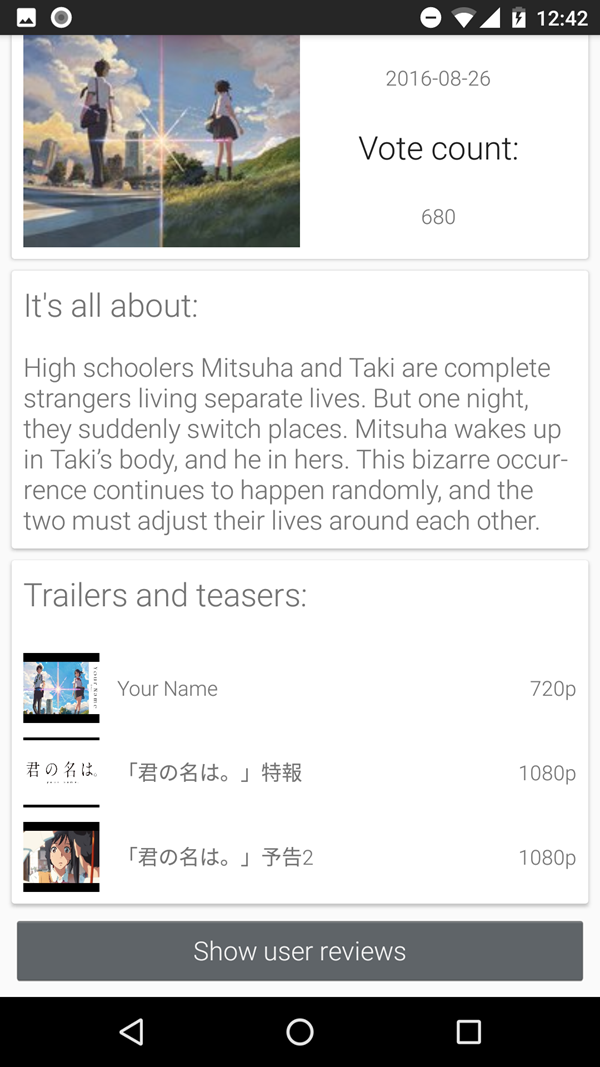 12:42
2016-08-26
Vote count:
680
It's all about:
High schoolers Mitsuha and Taki are complete
strangers living separate lives. But one night,
they suddenly switch places. Mitsuha wakes up
in Taki’s body, and he in hers. This bizarre occur-
rence continues to happen randomly, and the
two must adjust their lives around each other.
Trailers and teasers:
Your Name
Your Name
720p
君の名は。
「君の名は。」特報
1080p
「君の名は。」予告2
1080p
Show user reviews